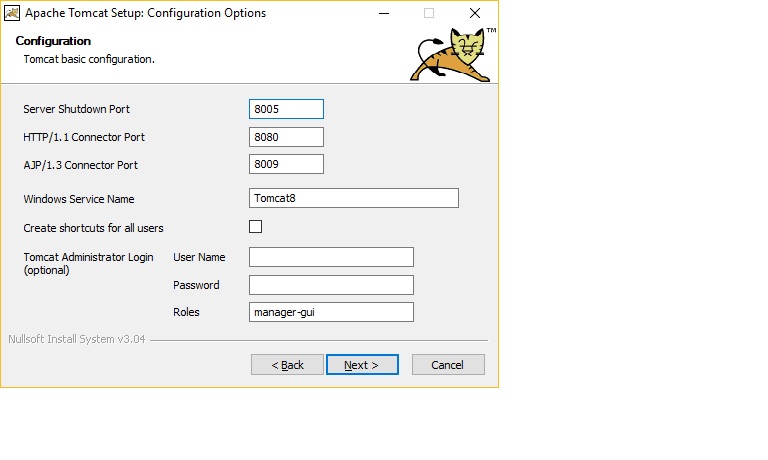 Apache Tomcat Setup: Configuration Options
Configuration
Tomcat basic configuration.
TM
Server Shutdown Port 8005
HTTP/1.1 Connector Port 8080
AJP/1.3 Connector Port 8009
Windows Service Name Tomcat8
Create shortcuts for all users
Tomcat Administrator Login User Name
(optional)
Password
Roles manager-gui
Nullsoft Install System v3.04
< Back Next > Cancel